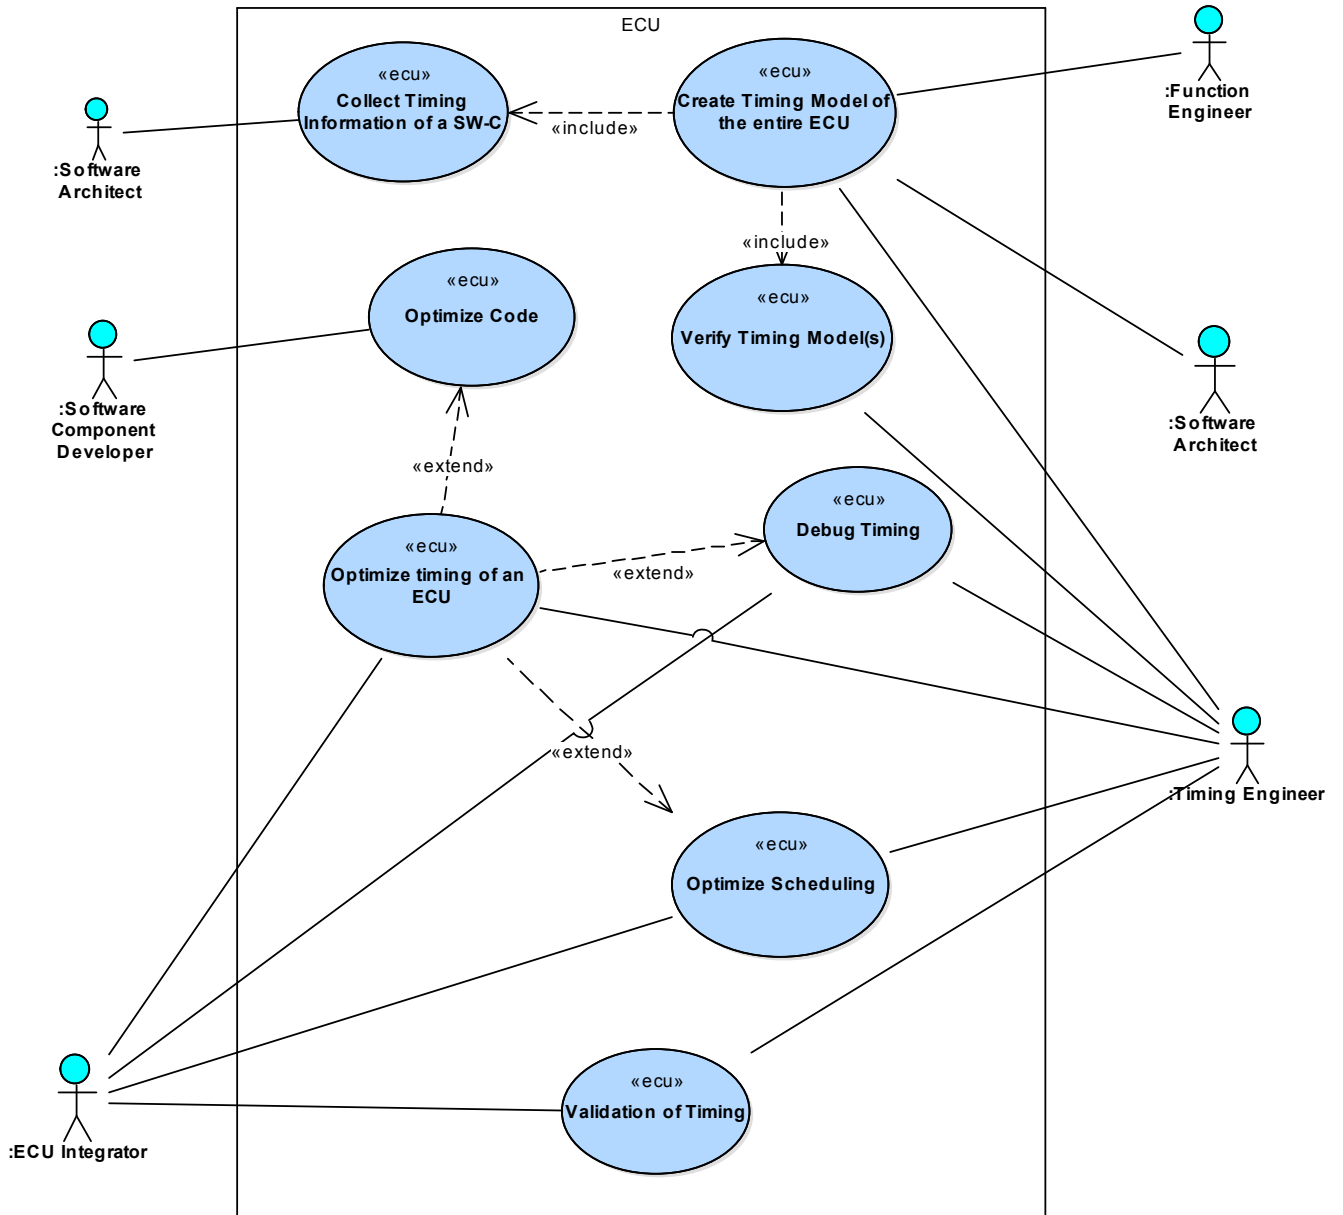 ECU
«ecu»
Collect Timing
Information of a SW-C
«include»
«ecu»
Create Timing Model of
the entire ECU
:Function
Engineer
:Software
Architect
«include»
«ecu»
Optimize Code
«ecu»
Verify Timing Model(s)
:Software
Component
Developer
:Software
Architect
«extend»
«ecu»
Debug Timing
«ecu»
Optimize timing of an
ECU
«extend»
«extend»
:Timing Engineer
«ecu»
Optimize Scheduling
«ecu»
Validation of Timing
:ECU Integrator